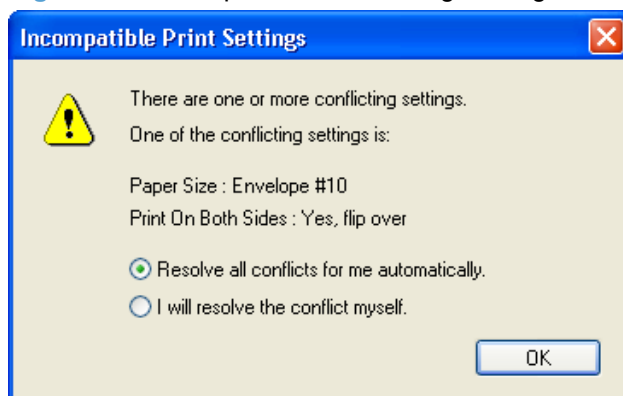 Incompatible Print Settings
There are one or more conflicting settings.
One of the conflicting settings is:
Paper Size : Envelope #10
Print On Both Sides : Yes, flip over
Resolve all conflicts for me automatically.
I will resolve the conflict myself.
OK